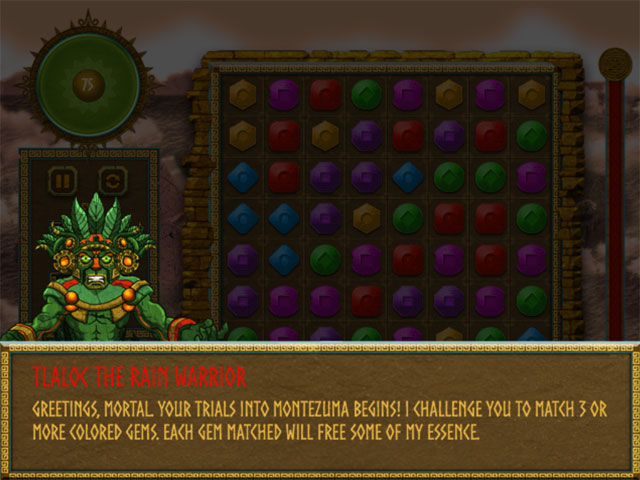 75
TLALOC THE RAIN WARRIOR
GREETINGS, MORTAL. YOUR TRIALS INTO MONTEZUMA BEGINS! I CHALLENGE YOU TO MATCH 3 OR
MORE COLORED GEMS. EACH GEM MATCHED WILL FREE SOME OF MY ESSENCE.